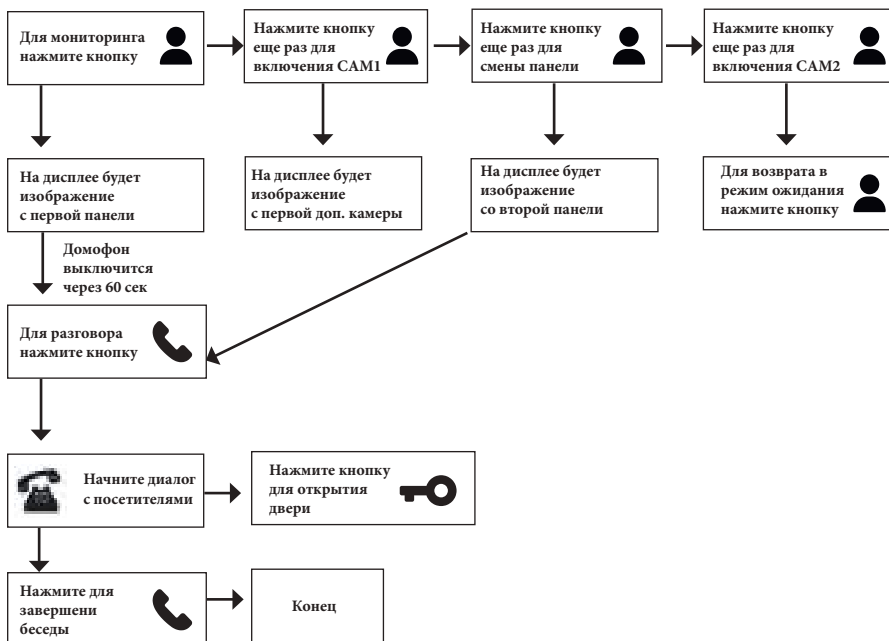 Для мониторинга
нажмите кнопку
Нажмите кнопку
еще раз для
включения CAM1
Нажмите кнопку
еще раз для
смены панели
Нажмите кнопку
еще раз для
включения CAM2
На дисплее будет
изображение
с первой панели
На дисплее будет
изображение
с первой доп. камеры
На дисплее будет
изображение
со второй панели
Для возврата в
режим ожидания
нажмите кнопку
Домофон
выключится
через 60 сек
Для разговора
нажмите кнопку
Начните диалог
с посетителями
Нажмите кнопку
для открытия
двери
Нажмите для
завершени
беседы
Конец